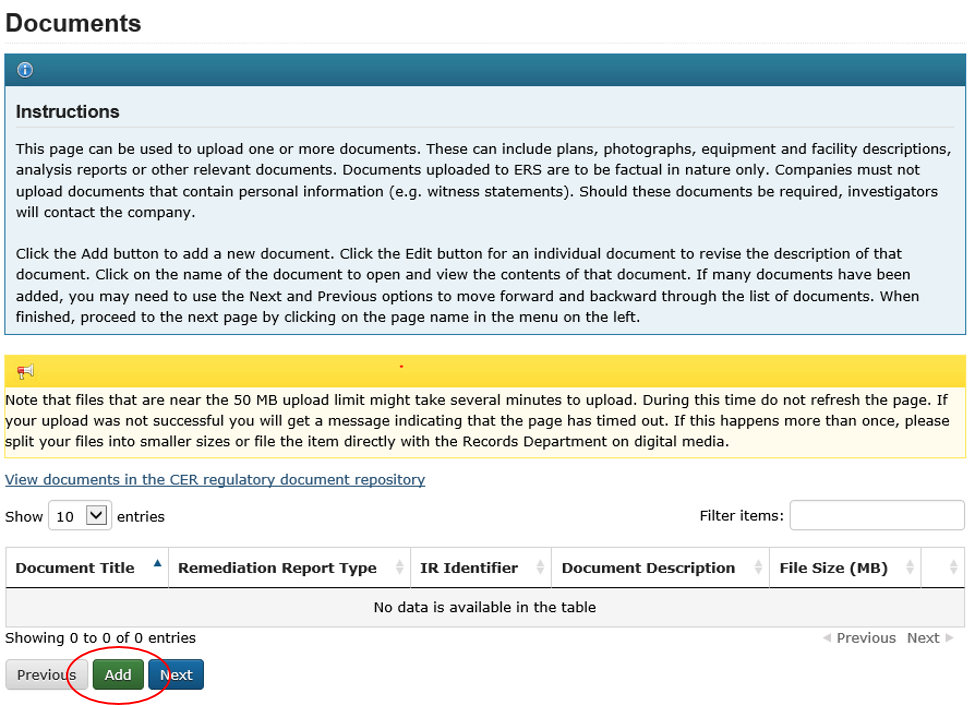 Documents
Instructions
This page can be used to upload one or more documents. These can include plans, photographs, equipment and facility descriptions,
analysis reports or other relevant documents. Documents uploaded to ERS are to be factual in nature only. Companies must not
upload documents that contain personal information (e.g. witness statements). Should these documents be required, investigators
will contact the company.
Click the Add button to add a new document. Click the Edit button for an individual document to revise the description of that
document. Click on the name of the document to open and view the contents of that document. If many documents have been
added, you may need to use the Next and Previous options to move forward and backward through the list of documents. When
finished, proceed to the next page by clicking on the page name in the menu on the left.
Note that files that are near the 50 MB upload limit might take several minutes to upload. During this time do not refresh the page. If
your upload was not successful you will get a message indicating that the page has timed out. If this happens more than once, please
split your files into smaller sizes or file the item directly with the Records Department on digital media.
View documents in the CER regulatory document repository
Show 10 entries Filter items:
Document Title Remediation Report Type IR Identifier Document Description File Size (MB)
No data is available in the table
Showing 0 to 0 of 0 entries Previous Next
Previous Add Next